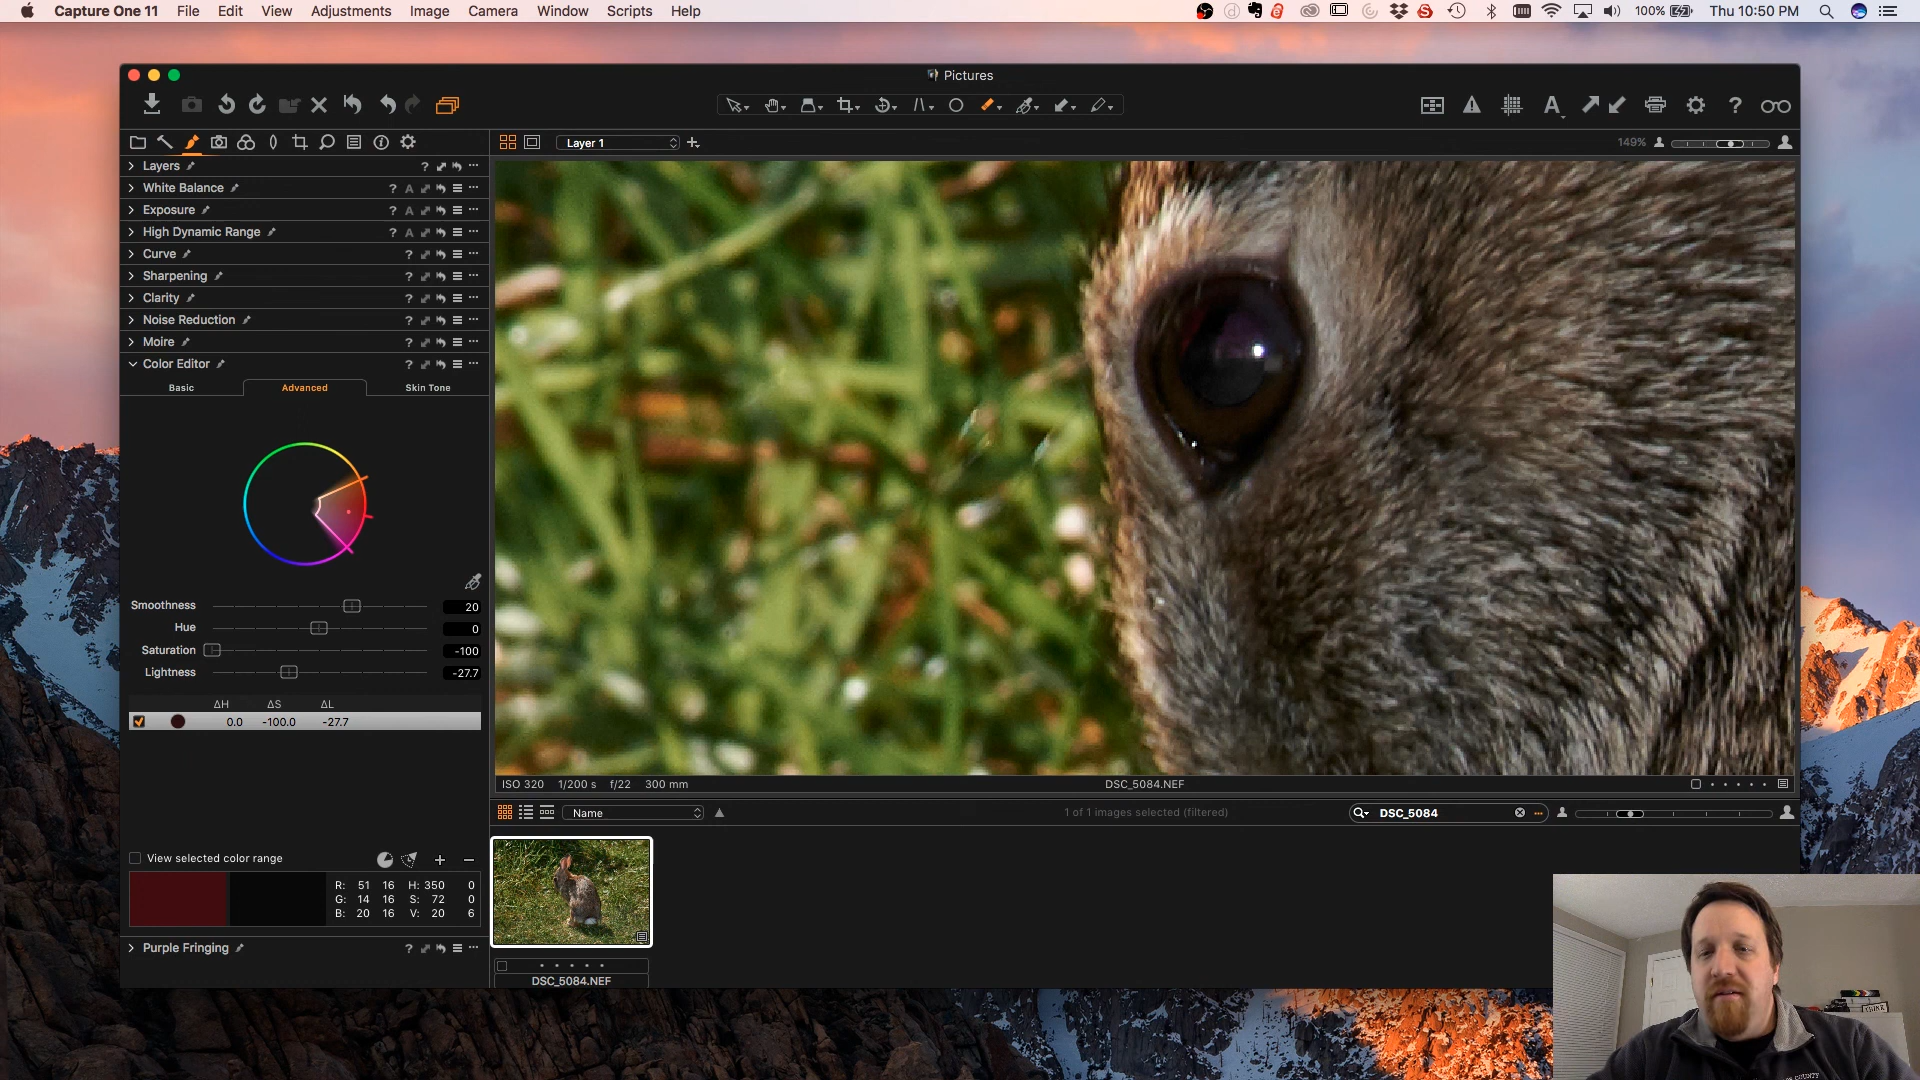 Capture One 11 File Edit View Adjustments Image Camera Window Scripts Help 100% Thu 10:50 PM
Pictures
Layer 1 149%
Layers
White Balance
Exposure
High Dynamic Range
Curve
Sharpening
Clarity
Noise Reduction
Moire
Color Editor
Basic Advanced Skin Tone
Smoothness 20
Hue 0
Saturation -100
Lightness -27.7
ΔH ΔS ΔL
0.0 -100.0 -27.7
View selected color range
R: 51 16 H: 350 0
G: 14 16 S: 72 0
B: 20 16 V: 20 6
Purple Fringing
ISO 320 1/200 s f/22 300 mm DSC_5084.NEF
Name 1 of 1 images selected (filtered) DSC_5084
DSC_5084.NEF
THINK
COUNTY